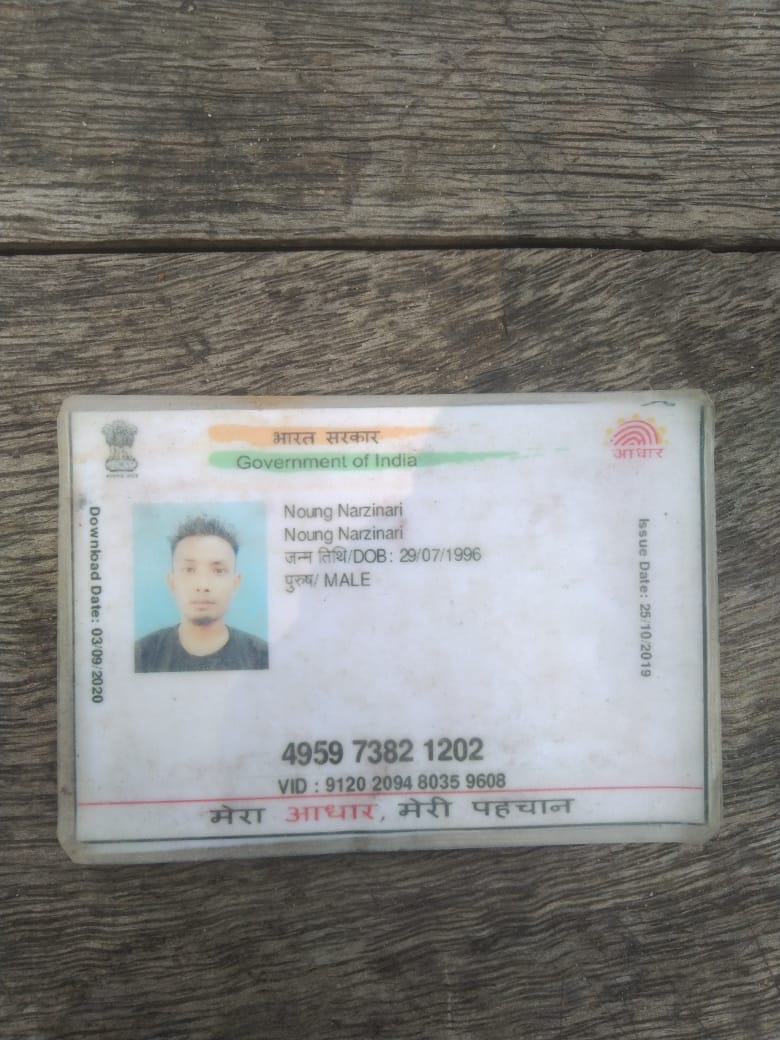 भारत सरकार
Government of India
आधार
Download Date: 03/09/2020
Noung Narzinari
Noung Narzinari
जन्म तिथि/DOB: 29/07/1996
पुरुष/ MALE
Issue Date: 25/10/2019
4959 7382 1202
VID : 9120 2094 8035 9608
मेरा आधार, मेरी पहचान